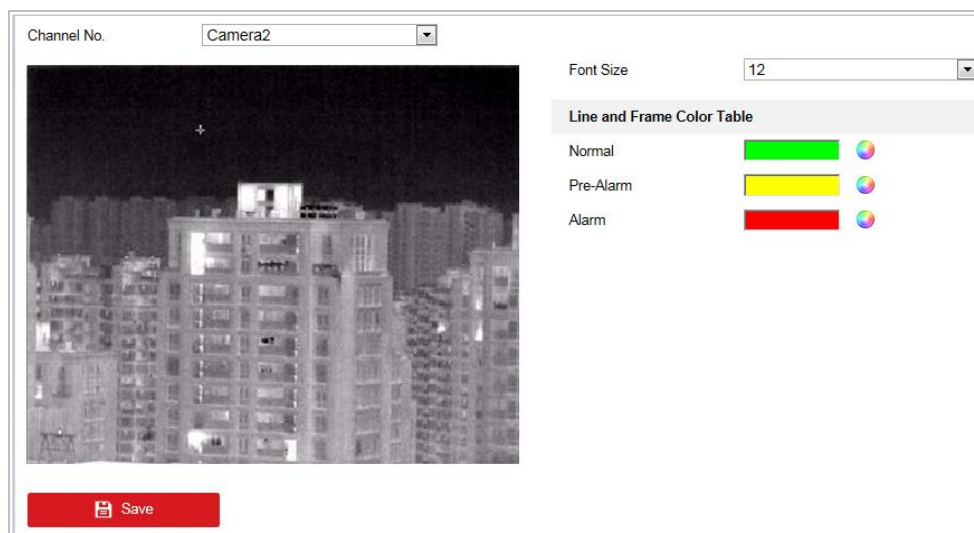 Channel No. Camera2
Font Size 12
Line and Frame Color Table
Normal
Pre-Alarm
Alarm
Save